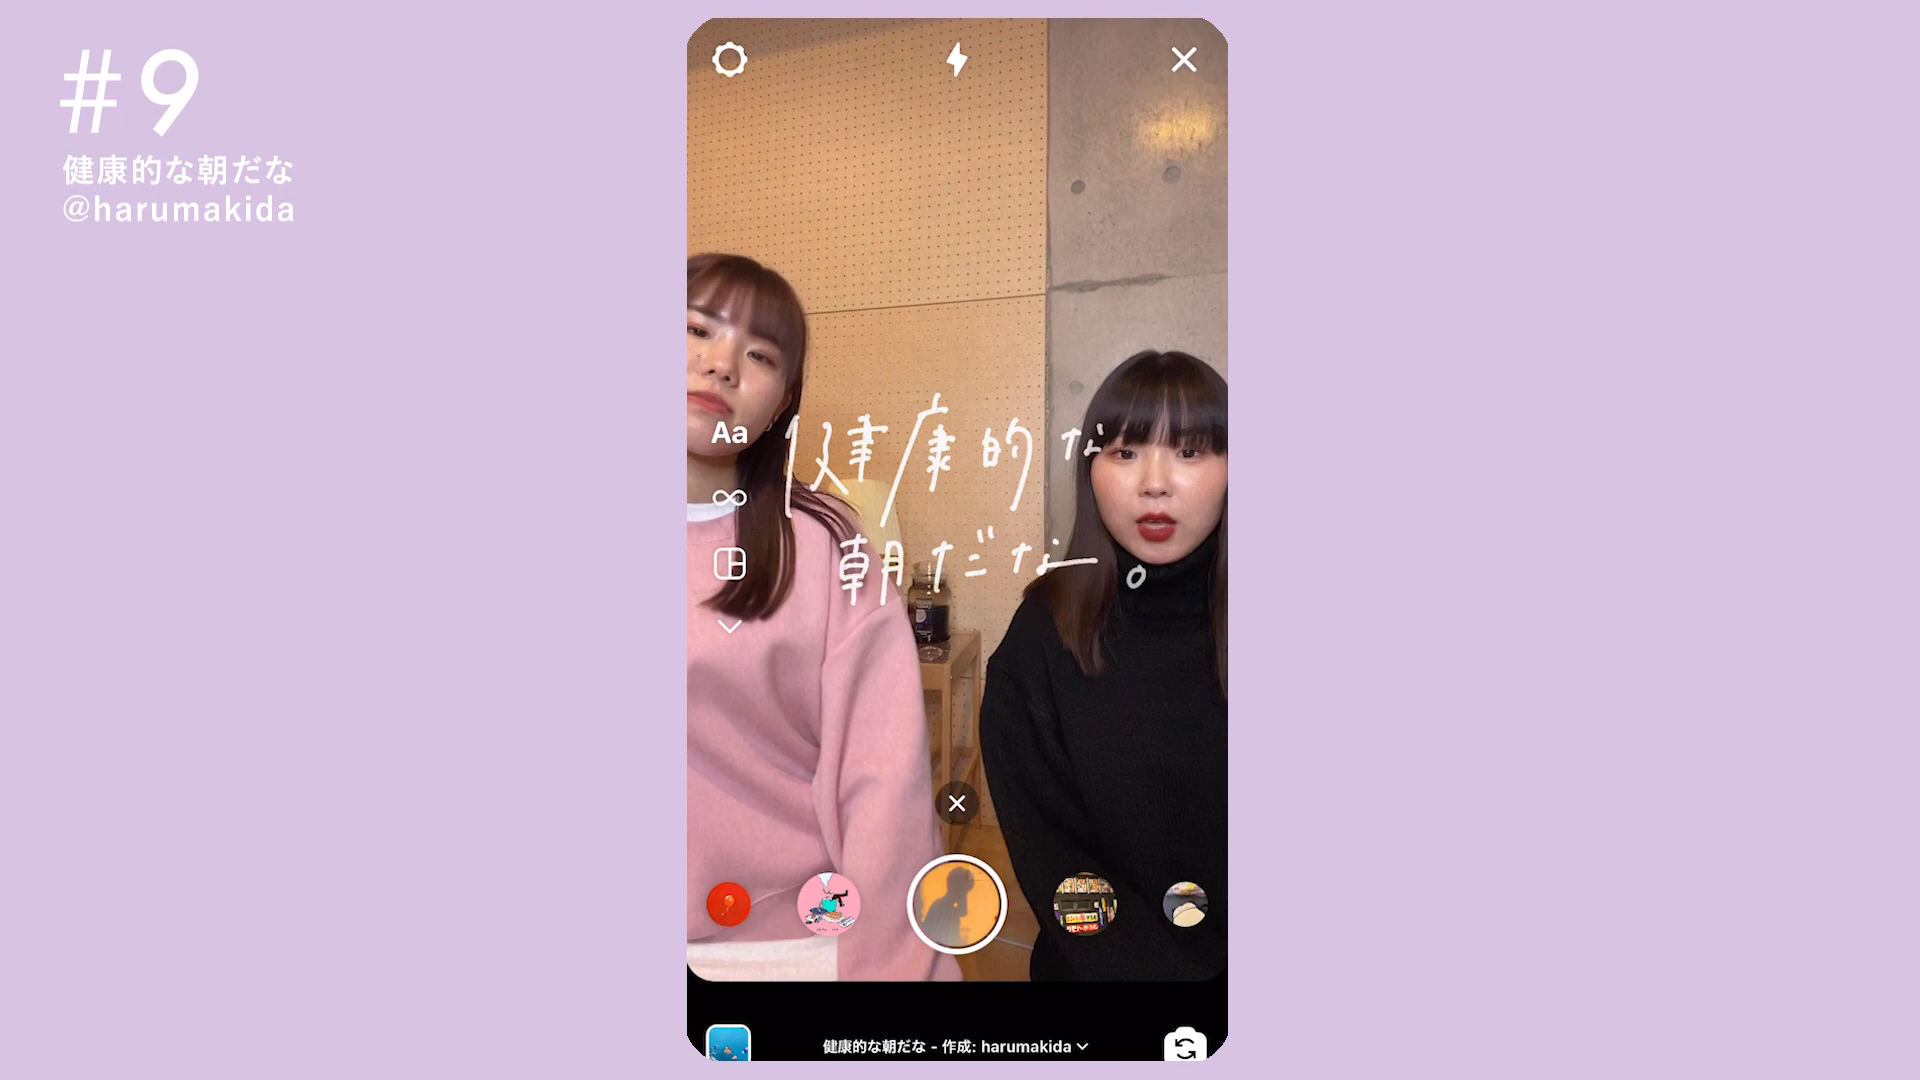 #9
健康的な朝だな
@harumakida
Aa
健康的な
朝だなー。
健康的な朝だな - 作成: harumakida